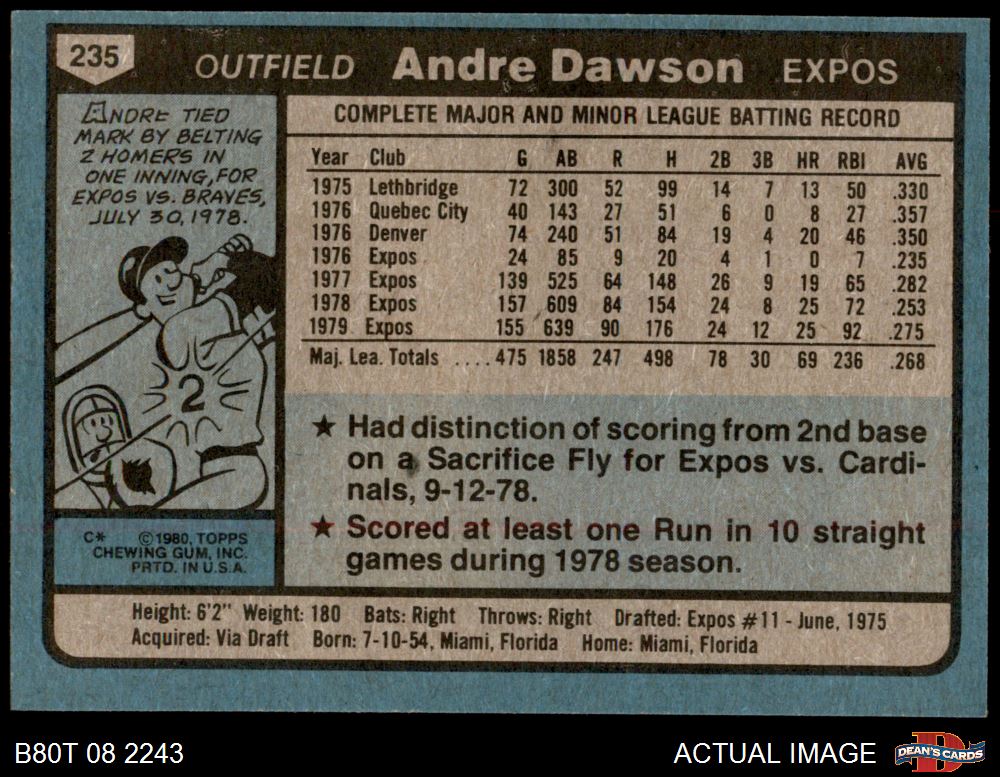 235
OUTFIELD Andre Dawson EXPOS
ANDRE TIED
MARK BY BELTING
2 HOMERS IN
ONE INNING, FOR
EXPOS VS. BRAVES,
JULY 30, 1978.
2
C* ©1980, TOPPS
CHEWING GUM, INC.
PRTD. IN U.S.A.
COMPLETE MAJOR AND MINOR LEAGUE BATTING RECORD
Year Club G AB R H 2B 3B HR RBI AVG
1975 Lethbridge 72 300 52 99 14 7 13 50 .330
1976 Quebec City 40 143 27 51 6 0 8 27 .357
1976 Denver 74 240 51 84 19 4 20 46 .350
1976 Expos 24 85 9 20 4 1 0 7 .235
1977 Expos 139 525 64 148 26 9 19 65 .282
1978 Expos 157 609 84 154 24 8 25 72 .253
1979 Expos 155 639 90 176 24 12 25 92 .275
Maj. Lea. Totals ....475 1858 247 498 78 30 69 236 .268
★ Had distinction of scoring from 2nd base
on a Sacrifice Fly for Expos vs. Cardi-
nals, 9-12-78.
★ Scored at least one Run in 10 straight
games during 1978 season.
Height: 6'2" Weight: 180 Bats: Right Throws: Right Drafted: Expos #11 - June, 1975
Acquired: Via Draft Born: 7-10-54, Miami, Florida Home: Miami, Florida
B80T 08 2243 ACTUAL IMAGE
D
DEAN'S CARDS